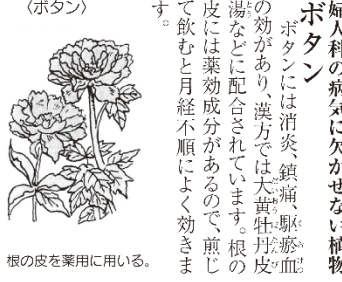 婦人科の病気に欠かせない植物
ボタン
ボタンには消炎、鎮痛、駆瘀血
の効があり、漢方では大黄牡丹皮
湯などに配合されています。根の
皮には薬効成分があるので、煎じ
て飲むと月経不順によく効きま
す。
〈ボタン〉
根の皮を薬用に用いる。